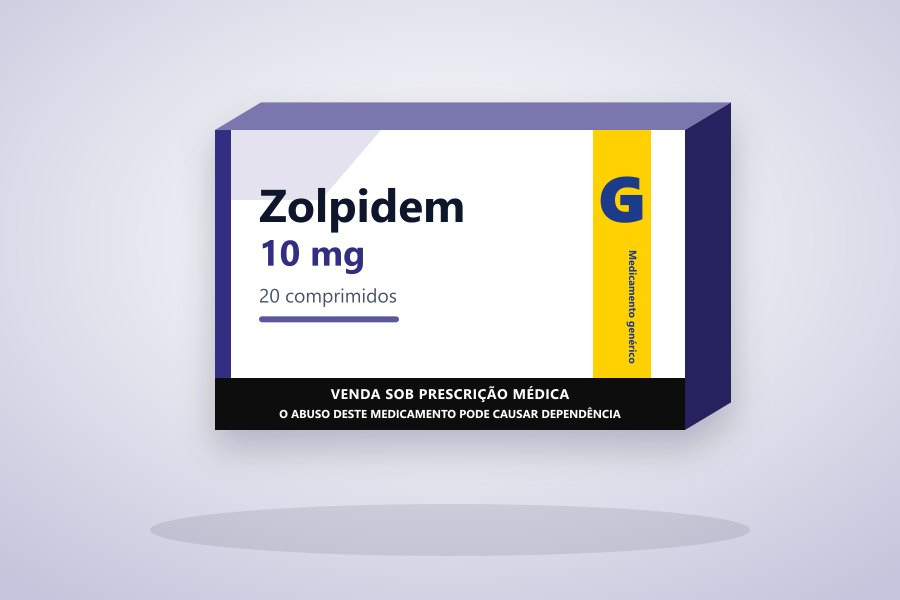 Zolpidem
10 mg
20 comprimidos
G
Medicamento genérico
VENDA SOB PRESCRIÇÃO MÉDICA
O ABUSO DESTE MEDICAMENTO PODE CAUSAR DEPENDÊNCIA